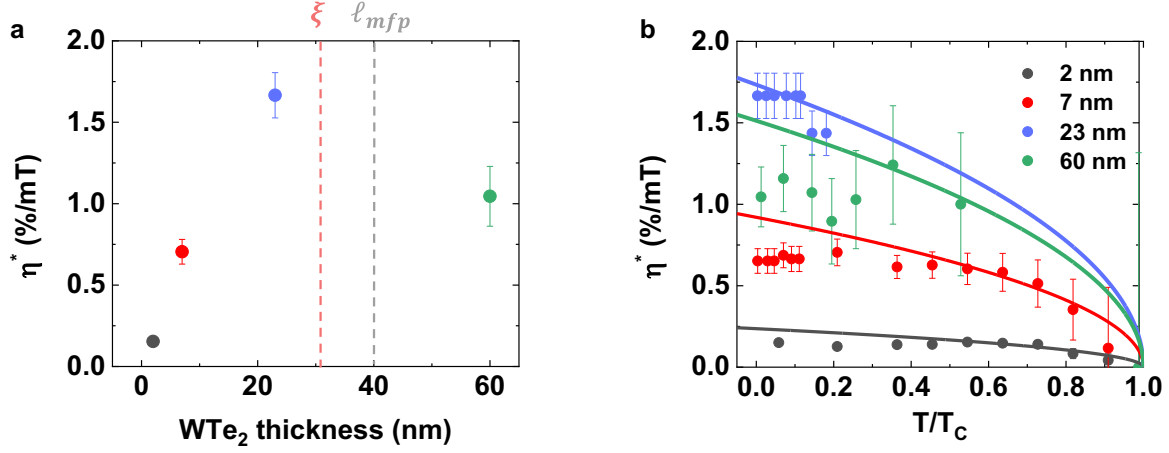 a
ξ ℓmfp
2.0
1.5
1.0
0.5
0.0
η* (%/mT)
0 20 40 60
WTe₂ thickness (nm)
b
2.0
1.5
1.0
0.5
0.0
η* (%/mT)
2 nm
7 nm
23 nm
60 nm
0.0 0.2 0.4 0.6 0.8 1.0
T/T_C